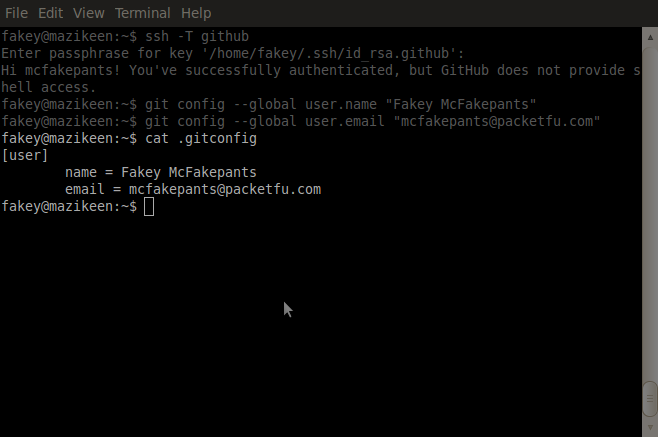 File Edit View Terminal Help
fakey@mazikeen:~$ ssh -T github
Enter passphrase for key '/home/fakey/.ssh/id_rsa.github':
Hi mcfakepants! You've successfully authenticated, but GitHub does not provide s
hell access.
fakey@mazikeen:~$ git config --global user.name "Fakey McFakepants"
fakey@mazikeen:~$ git config --global user.email "mcfakepants@packetfu.com"
fakey@mazikeen:~$ cat .gitconfig
[user]
        name = Fakey McFakepants
        email = mcfakepants@packetfu.com
fakey@mazikeen:~$